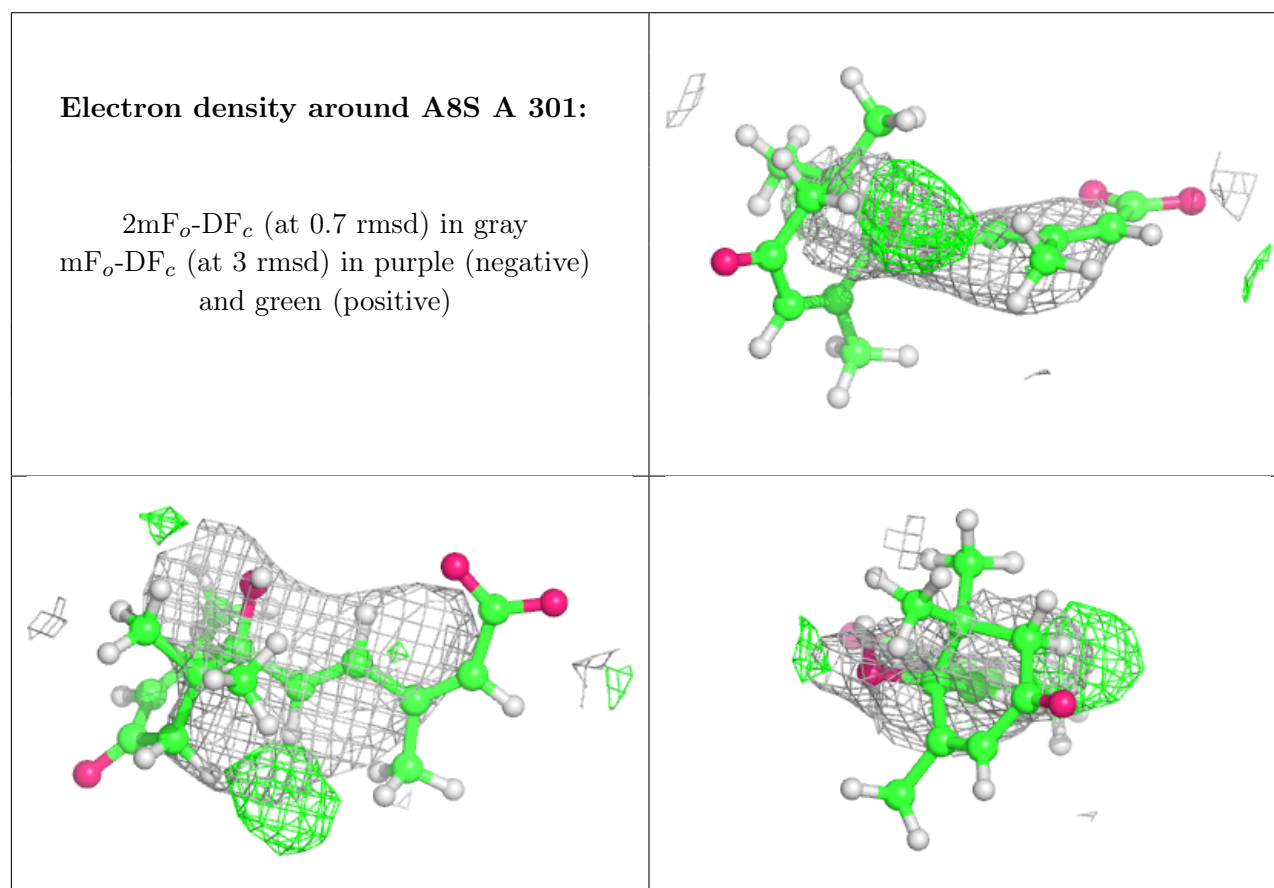 Electron density around A8S A 301:
2mFo-DFc (at 0.7 rmsd) in gray
mFo-DFc (at 3 rmsd) in purple (negative)
and green (positive)